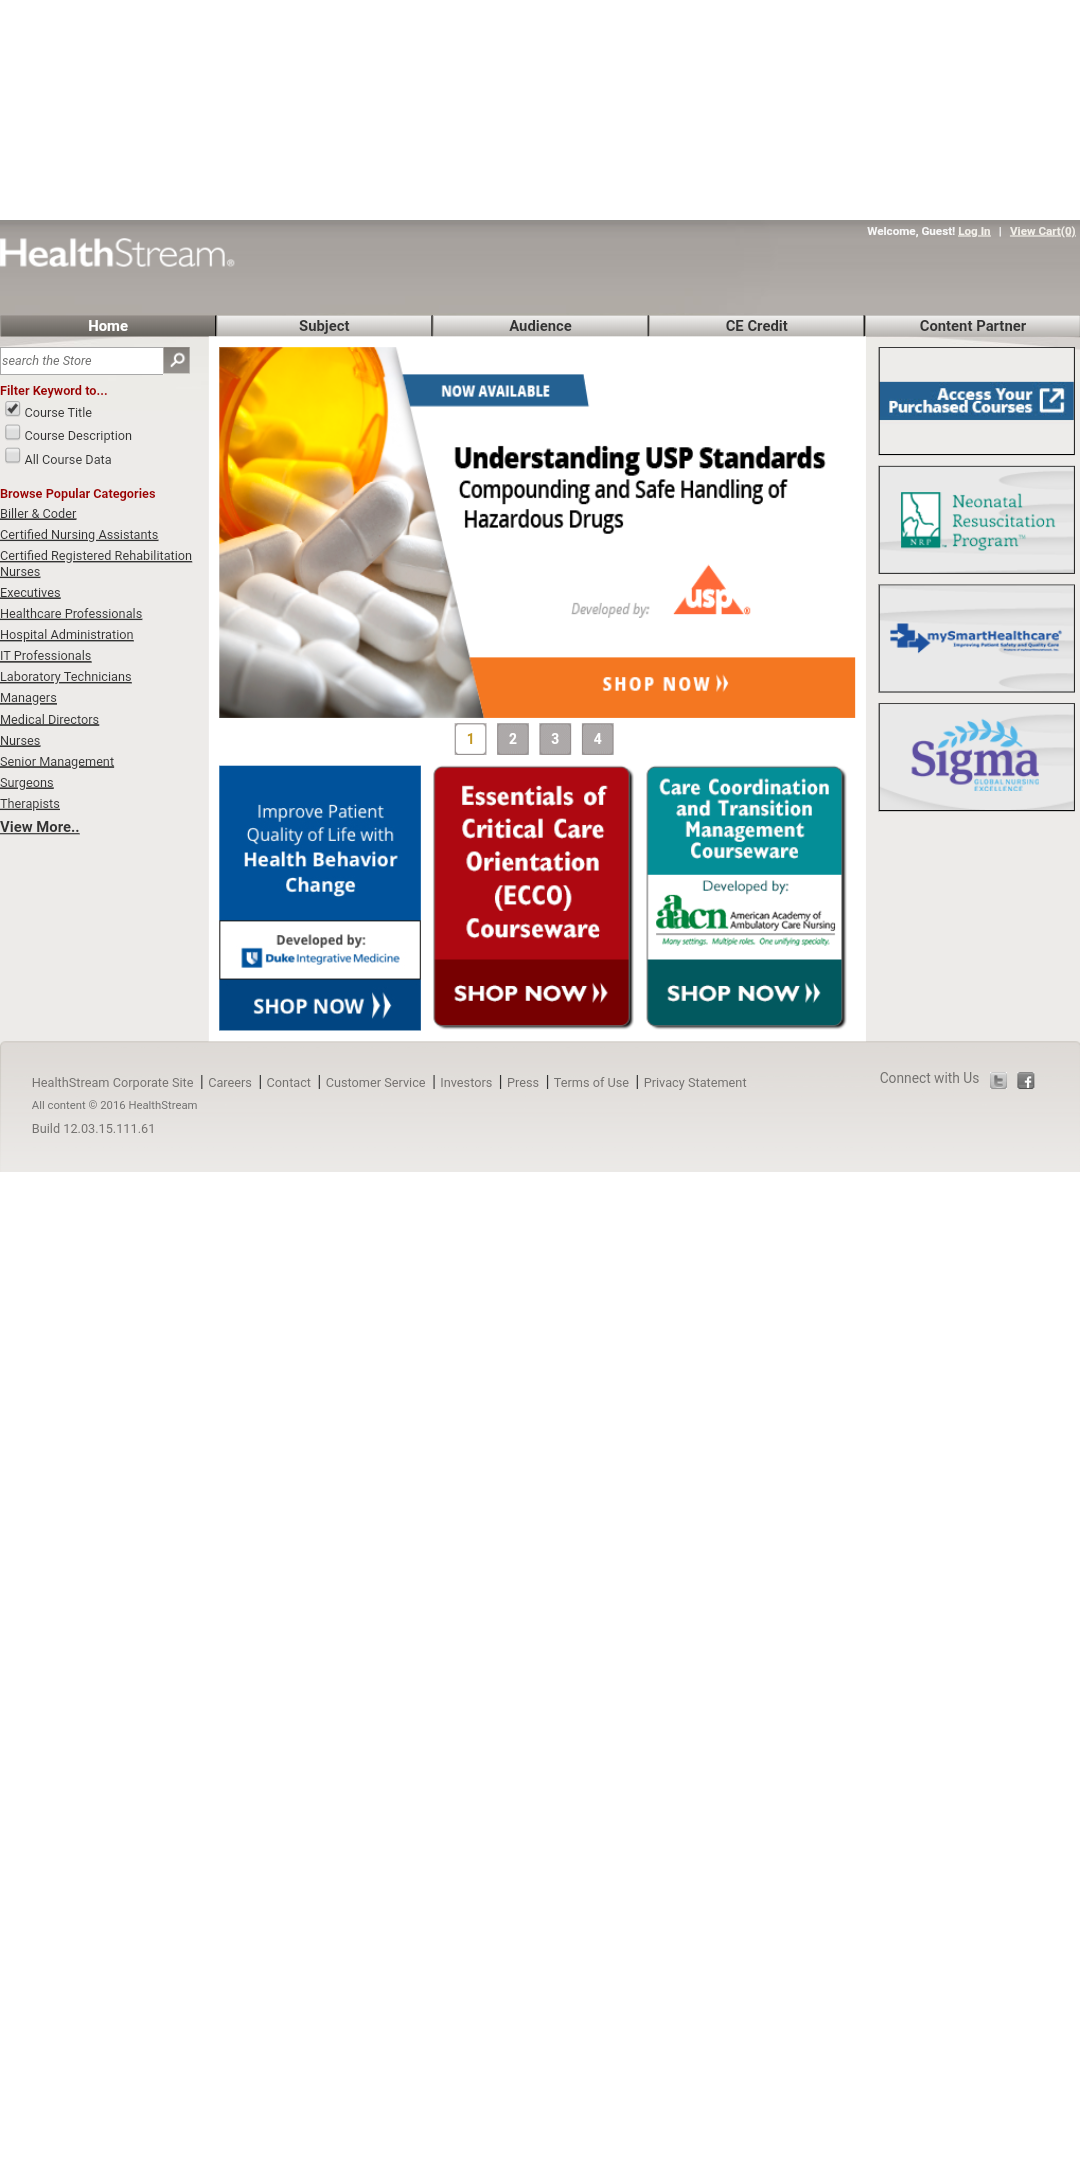 Welcome, Guest! Log In | View Cart(0)
HealthStream®
Home Subject Audience CE Credit Content Partner
search the Store
Filter Keyword to...
Course Title
Course Description
All Course Data
Browse Popular Categories
Biller & Coder
Certified Nursing Assistants
Certified Registered Rehabilitation
Nurses
Executives
Healthcare Professionals
Hospital Administration
IT Professionals
Laboratory Technicians
Managers
Medical Directors
Nurses
Senior Management
Surgeons
Therapists
View More..
NOW AVAILABLE
Understanding USP Standards
Compounding and Safe Handling of
Hazardous Drugs
Developed by:
usp®
SHOP NOW
1 2 3 4
Improve Patient
Quality of Life with
Health Behavior
Change
Developed by:
Duke Integrative Medicine
SHOP NOW
Essentials of
Critical Care
Orientation
(ECCO)
Courseware
SHOP NOW
Care Coordination
and Transition
Management
Courseware
Developed by:
aacn American Academy of
Ambulatory Care Nursing
Many settings. Multiple roles. One unifying specialty.
SHOP NOW
Access Your
Purchased Courses
NRP
Neonatal
Resuscitation
Program™
mySmartHealthcare®
Improving Patient Safety and Quality Care
Sigma
GLOBAL NURSING
EXCELLENCE
HealthStream Corporate Site | Careers | Contact | Customer Service | Investors | Press | Terms of Use | Privacy Statement
All content © 2016 HealthStream
Build 12.03.15.111.61
Connect with Us